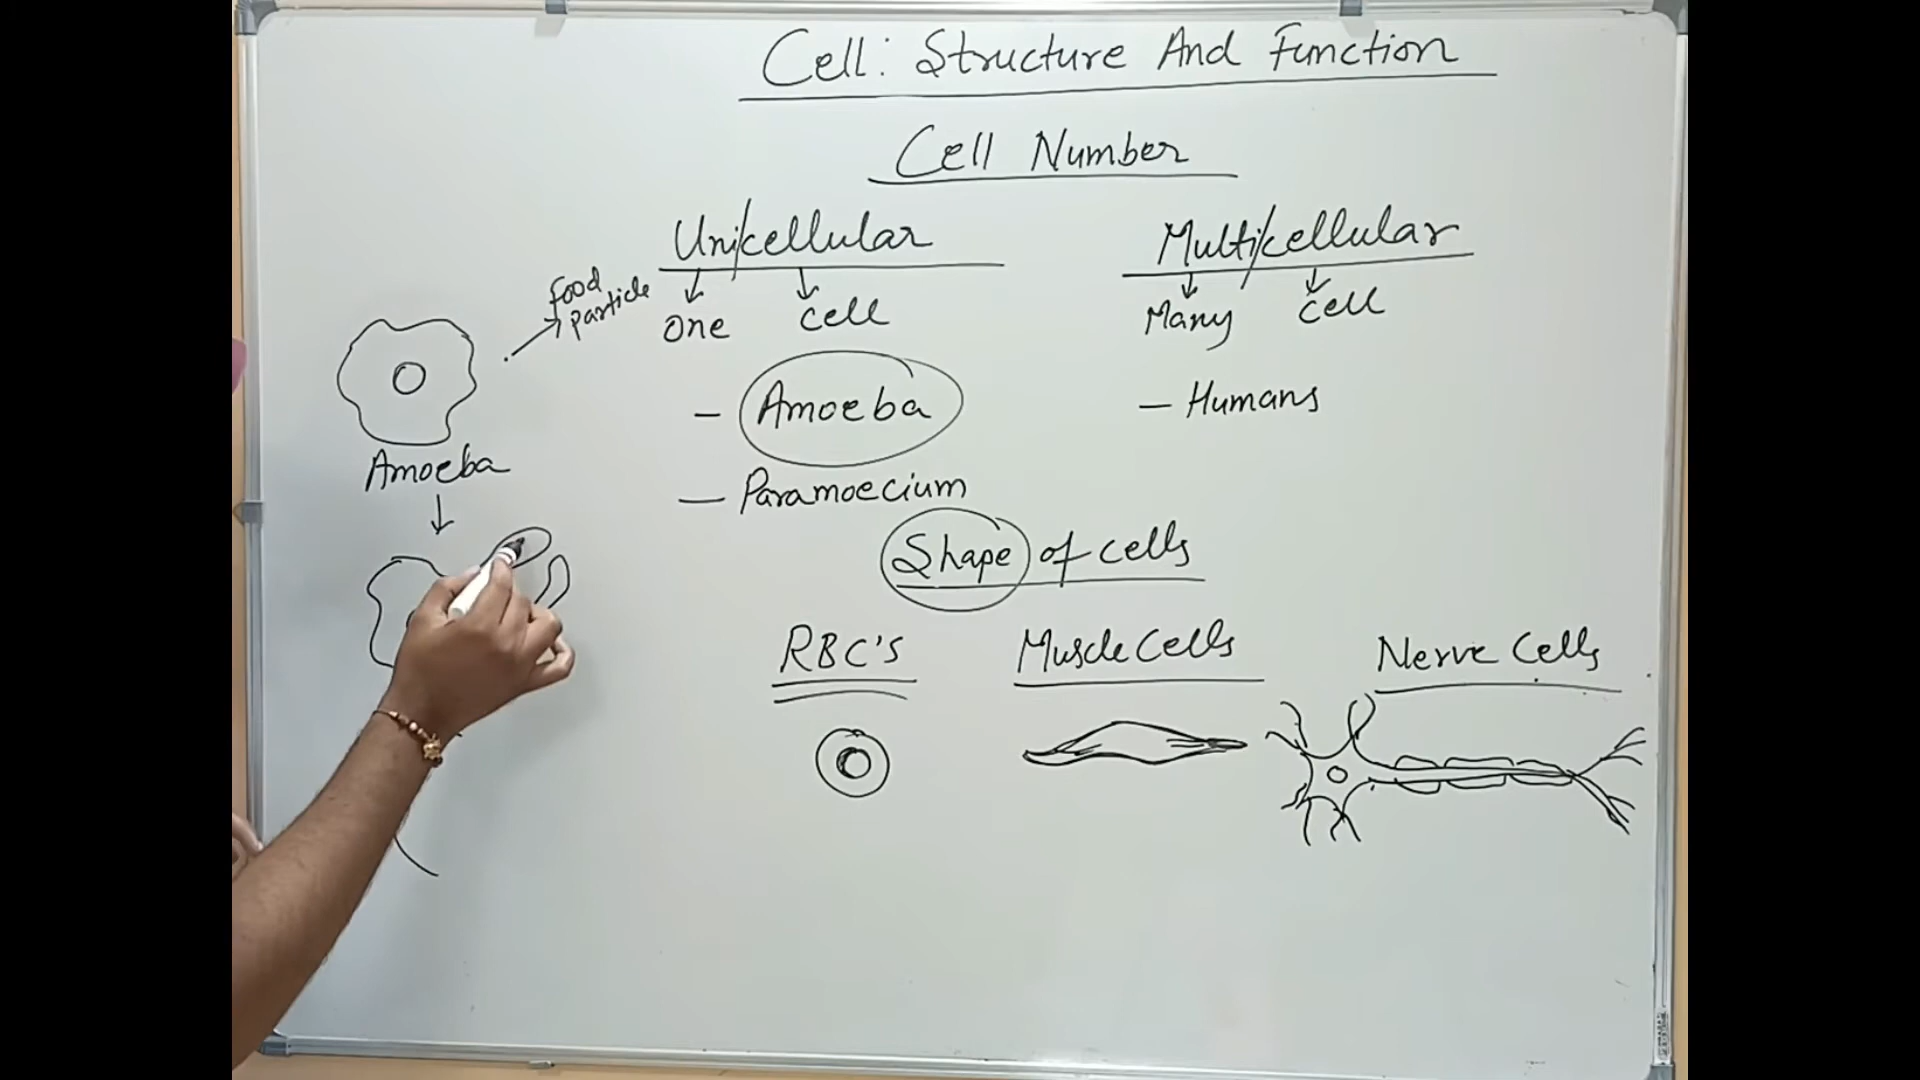 Cell: Structure And Function
Cell Number
Unicellular
Multicellular
One
cell
Many
cell
food
particle
Amoeba
Humans
Amoeba
Paramoecium
Shape of cells
RBC's
Muscle Cells
Nerve Cells